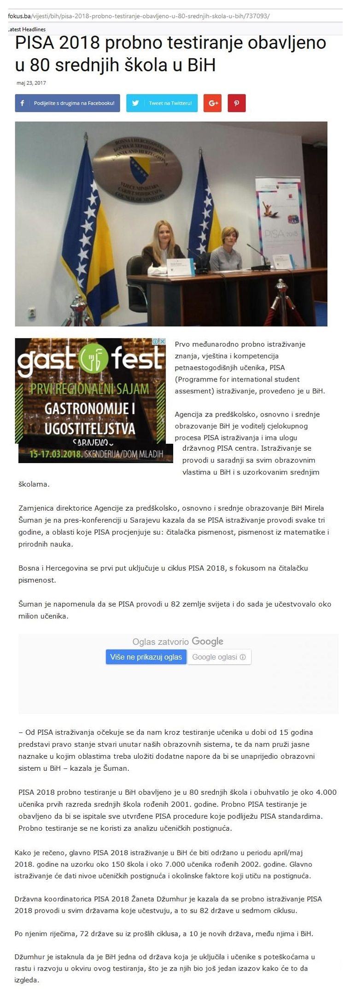 fokus.ba/vijesti/bih/pisa-2018-probno-testiranje-obavljeno-u-80-srednjih-skola-u-bih/737093/
Latest Headlines
PISA 2018 probno testiranje obavljeno
u 80 srednjih škola u BiH
maj 23, 2017
Podijelite s drugima na Facebooku!
Tweet na Twitteru!
G+
BOSNA I HERCEGOVINA
БОСНА И ХЕРЦЕГОВИНА
BOSNIA AND HERZEGOVINA
VIJEĆE MINISTARA
САВЈЕТ МИНИСТАРА
COUNCIL OF MINISTERS
PISA 2018
gast fest
PRVI REGIONALNI SAJAM
GASTRONOMIJE I
UGOSTITELJSTVA
SARAJEVO
15-17.03.2018. SKENDERIJA/DOM MLADIH
Prvo međunarodno probno istraživanje
znanja, vještina i kompetencija
petnaestogodišnjih učenika, PISA
(Programme for international student
assesment) istraživanje, provedeno je u BiH.
Agencija za predškolsko, osnovno i srednje
obrazovanje BiH je voditelj cjelokupnog
procesa PISA istraživanja i ima ulogu
državnog PISA centra. Istraživanje se
provodi u saradnji sa svim obrazovnim
vlastima u BiH i s uzorkovanim srednjim
školama.
Zamjenica direktorice Agencije za predškolsko, osnovno i srednje obrazovanje BiH Mirela
Šuman je na pres-konferenciji u Sarajevu kazala da se PISA istraživanje provodi svake tri
godine, a oblasti koje PISA procjenjuje su: čitalačka pismenost, pismenost iz matematike i
prirodnih nauka.
Bosna i Hercegovina se prvi put uključuje u ciklus PISA 2018, s fokusom na čitalačku
pismenost.
Šuman je napomenula da se PISA provodi u 82 zemlje svijeta i do sada je učestvovalo oko
milion učenika.
Oglas zatvorio Google
Više ne prikazuj oglas
Google oglasi
– Od PISA istraživanja očekuje se da nam kroz testiranje učenika u dobi od 15 godina
predstavi pravo stanje stvari unutar naših obrazovnih sistema, te da nam pruži jasne
naznake u kojim oblastima treba uložiti dodatne napore da bi se unaprijedio obrazovni
sistem u BiH – kazala je Šuman.
PISA 2018 probno testiranje u BiH obavljeno je u 80 srednjih škola i obuhvatilo je oko 4.000
učenika prvih razreda srednjih škola rođenih 2001. godine. Probno PISA testiranje je
obavljeno da bi se ispitale sve utvrđene PISA procedure koje podliježu PISA standardima.
Probno testiranje se ne koristi za analizu učeničkih postignuća.
Kako je rečeno, glavno PISA 2018 istraživanje u BiH će biti održano u periodu april/maj
2018. godine na uzorku oko 150 škola i oko 7.000 učenika rođenih 2002. godine. Glavno
istraživanje će dati nivoe učeničkih postignuća i okolinske faktore koji utiču na postignuća.
Državna koordinatorica PISA 2018 Žaneta Džumhur je kazala da se probno istraživanje PISA
2018 provodi u svim državama koje učestvuju, a to su 82 države u sedmom ciklusu.
Po njenim riječima, 72 države su iz prošlih ciklusa, a 10 je novih država, među njima i BiH.
Džumhur je istaknula da je BiH jedna od država koja je uključila i učenike s poteškoćama u
rastu i razvoju u okviru ovog testiranja, što je za njih bio još jedan izazov kako će to da
izgleda.